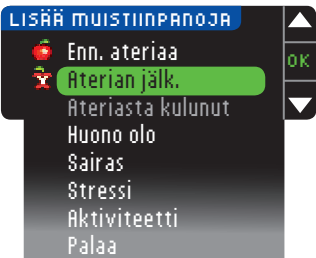 LISÄÄ MUISTIINPANOJA
Enn. ateriaa
OK
Aterian jälk.
Ateriasta kulunut
Huono olo
Sairas
Stressi
Aktiviteetti
Palaa